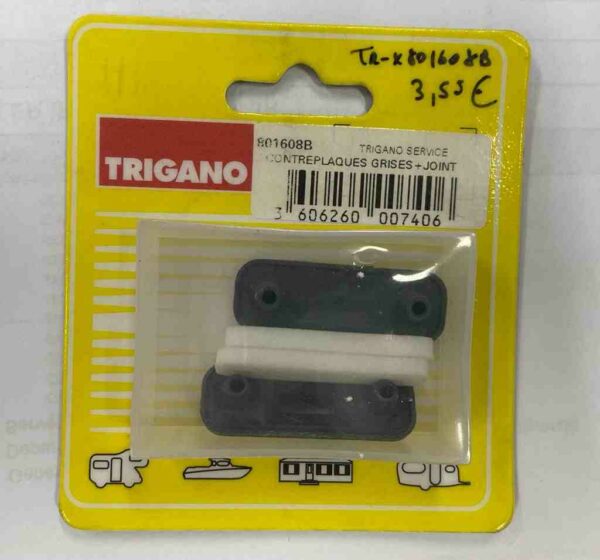 TR-X801608B
3,55€
801608B
TRIGANO SERVICE
CONTREPLAQUES GRISES+JOINT
TRIGANO
3 606260 007406